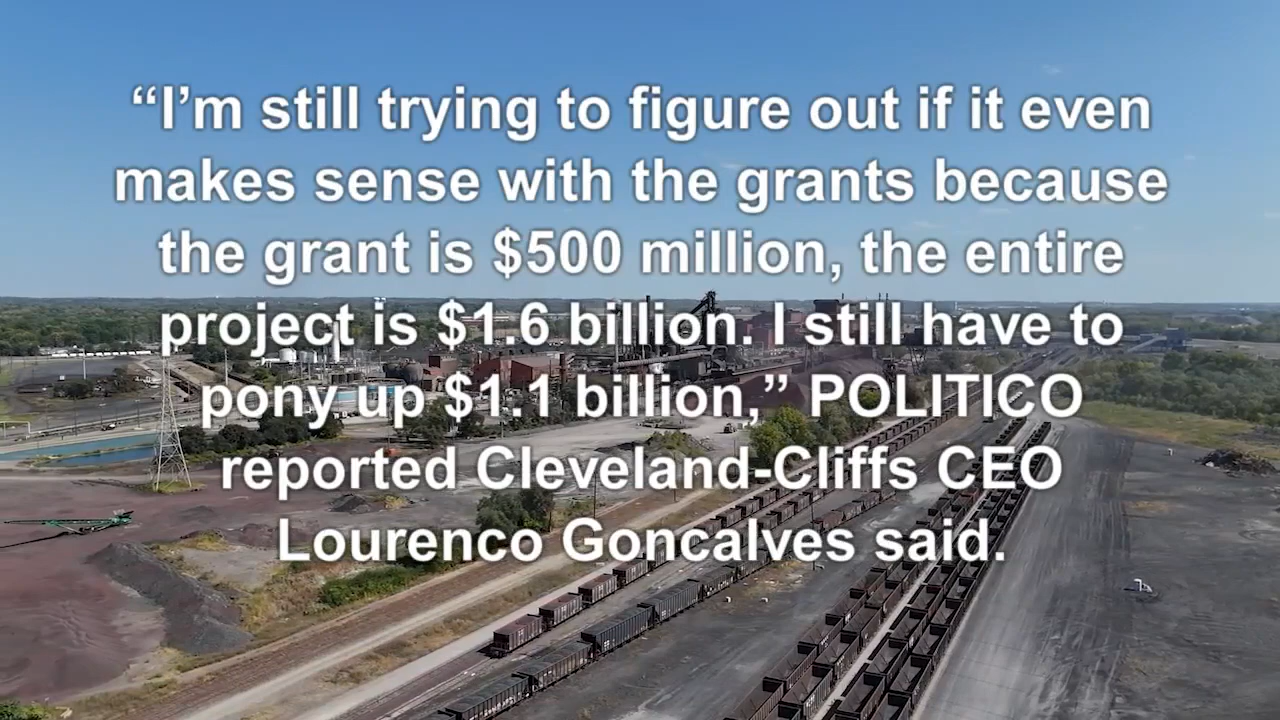 “I’m still trying to figure out if it even
makes sense with the grants because
the grant is $500 million, the entire
project is $1.6 billion. I still have to
pony up $1.1 billion,” POLITICO
reported Cleveland-Cliffs CEO
Lourenco Goncalves said.